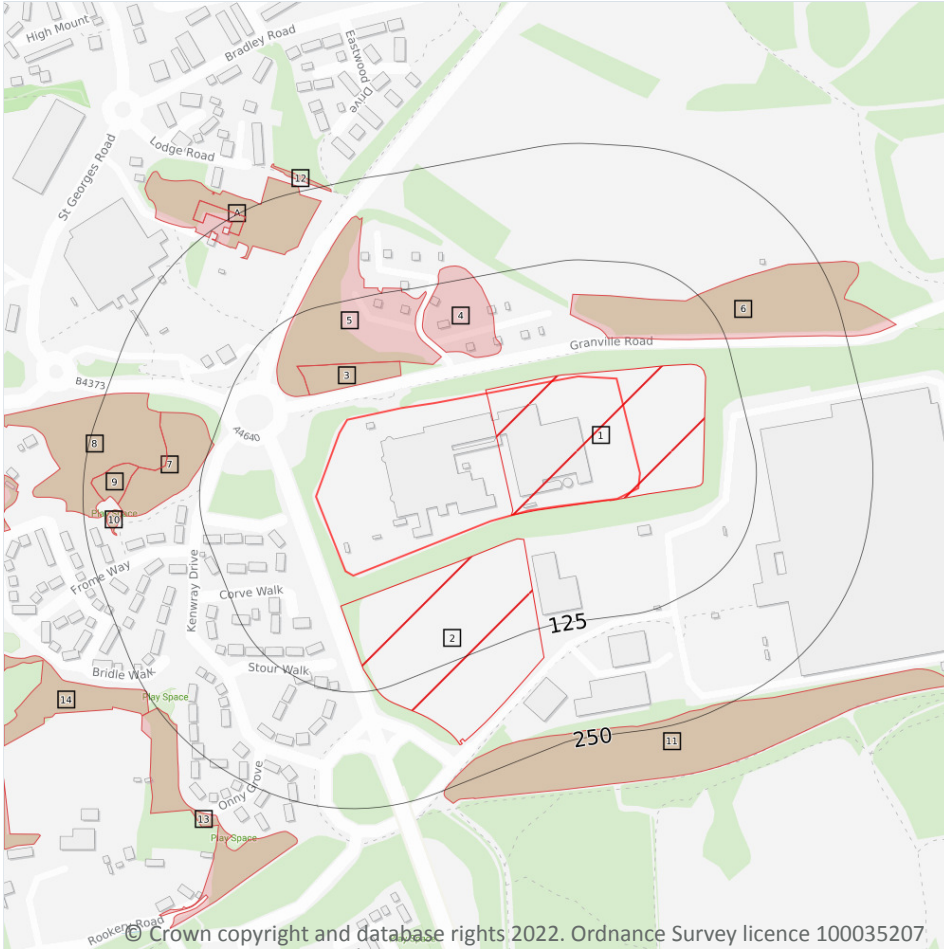 High Mount
Bradley Road
Eastwood Drive
St Georges Road
Lodge Road
12
A
5
4
6
Granville Road
3
B4373
44640
8
7
9
Play Space
10
1
Frome Way
Kenwray Drive
Corve Walk
125
2
Stour Walk
Bridle Walk
Play Space
14
250
11
Onny Grove
13
Play Space
Rookery Road
© Crown copyright and database rights 2022. Ordnance Survey licence 100035207.